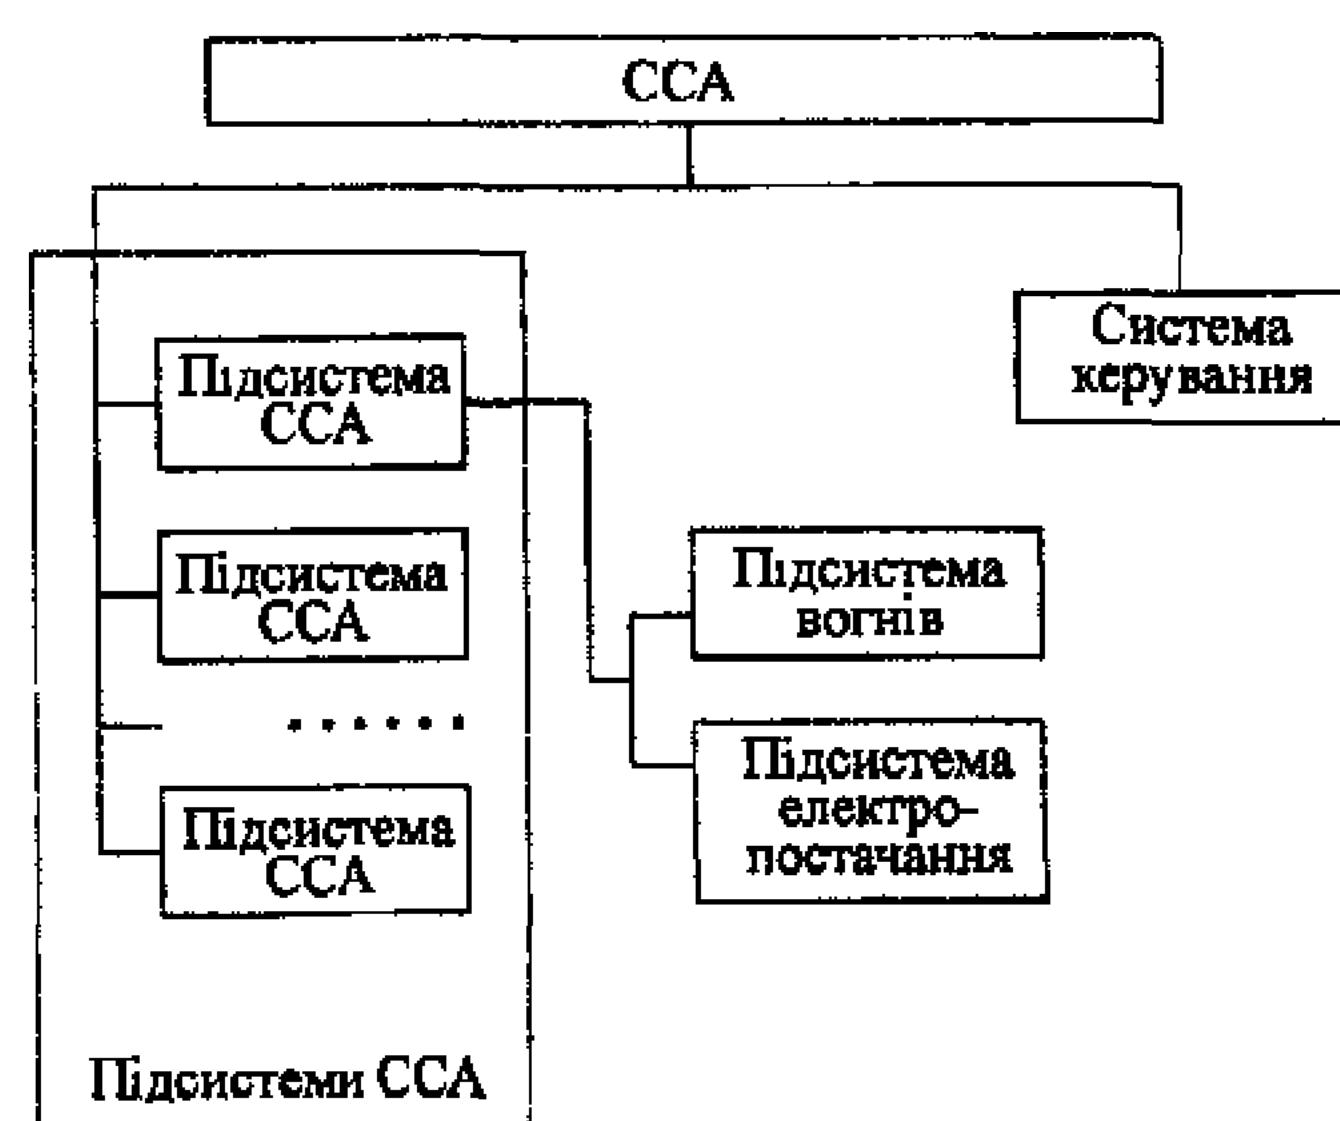 ССА
Система
керування
Підсистема
ССА
Підсистема
ССА
Підсистема
вогнів
Підсистема
електро-
постачання
Підсистема
ССА
Підсистеми ССА